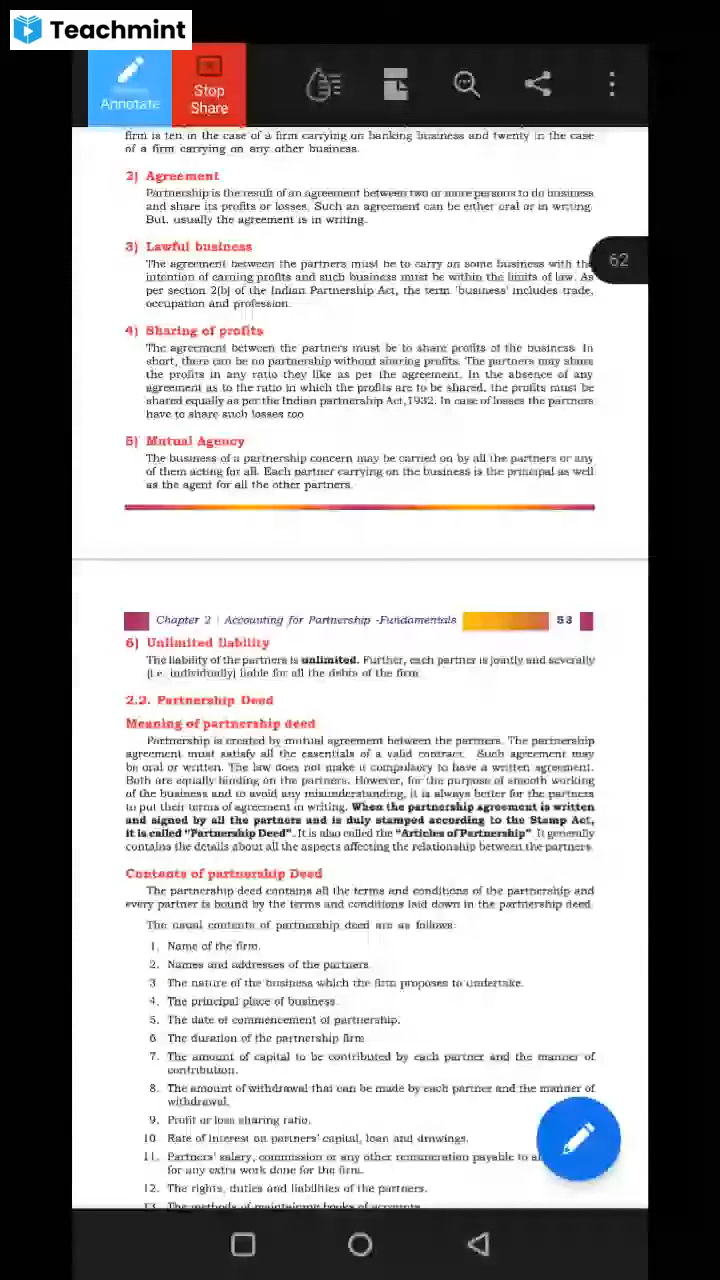 Teachmint
Annotate
Stop
Share
firm is ten in the case of a firm carrying on banking business and twenty in the case
of a firm carrying on any other business.
2) Agreement
Partnership is the result of an agreement between two or more persons to do business
and share its profits or losses. Such an agreement can be either oral or in writing.
But, usually the agreement is in writing.
3) Lawful business
62
The agreement between the partners must be to carry on some business with the
intention of earning profits and such business must be within the limits of law. As
per section 2(b) of the Indian Partnership Act, the term 'business' includes trade,
occupation and profession.
4) Sharing of profits
The agreement between the partners must be to share profits of the business. In
short, there can be no partnership without sharing profits. The partners may share
the profits in any ratio they like as per the agreement. In the absence of any
agreement as to the ratio in which the profits are to be shared, the profits must be
shared equally as per the Indian partnership Act,1932. In case of losses the partners
have to share such losses too
5) Mutual Agency
The business of a partnership concern may be carried on by all the partners or any
of them acting for all. Each partner carrying on the business is the principal as well
as the agent for all the other partners.
Chapter 2 | Accounting for Partnership -Fundamentals 53
6) Unlimited liability
The liability of the partners is unlimited. Further, each partner is jointly and severally
(i.e. individually) liable for all the debts of the firm.
2.2. Partnership Deed
Meaning of partnership deed
Partnership is created by mutual agreement between the partners. The partnership
agreement must satisfy all the essentials of a valid contract. Such agreement may
be oral or written. The law does not make it compulsory to have a written agreement.
Both are equally binding on the partners. However, for the purpose of smooth working
of the business and to avoid any misunderstanding, it is always better for the partners
to put their terms of agreement in writing. When the partnership agreement is written
and signed by all the partners and is duly stamped according to the Stamp Act,
it is called "Partnership Deed". It is also called the "Articles of Partnership" It generally
contains the details about all the aspects affecting the relationship between the partners.
Contents of partnership Deed
The partnership deed contains all the terms and conditions of the partnership and
every partner is bound by the terms and conditions laid down in the partnership deed.
The usual contents of partnership deed are as follows:
1. Name of the firm.
2. Names and addresses of the partners.
3 The nature of the business which the firm proposes to undertake.
4. The principal place of business.
5. The date of commencement of partnership.
6 The duration of the partnership firm
7. The amount of capital to be contributed by each partner and the manner of
contribution.
8. The amount of withdrawal that can be made by each partner and the manner of
withdrawal.
9. Profit or loss sharing ratio.
10 Rate of interest on partners' capital, loan and drawings.
11. Partners' salary, commission or any other remuneration payable to
for any extra work done for the firm.
12. The rights, duties and liabilities of the partners.
13 The methods of maintaining books of accounts